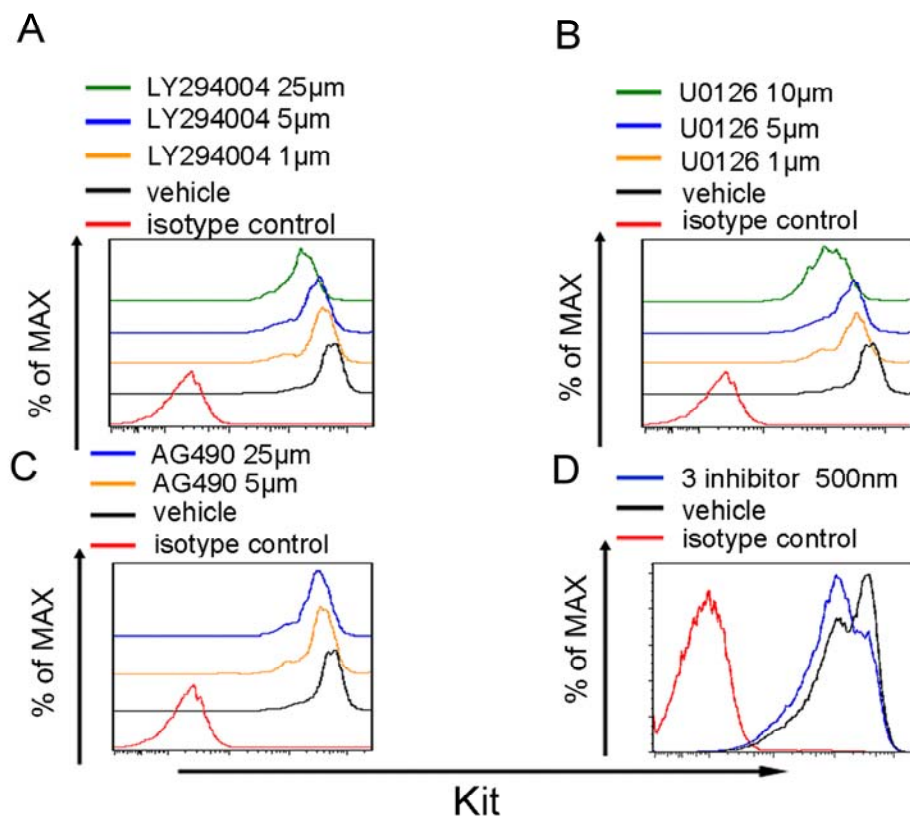 A
LY294004 25µm
LY294004 5µm
LY294004 1µm
vehicle
isotype control
% of MAX
B
U0126 10µm
U0126 5µm
U0126 1µm
vehicle
isotype control
% of MAX
C
AG490 25µm
AG490 5µm
vehicle
isotype control
% of MAX
D
3 inhibitor 500nm
vehicle
isotype control
% of MAX
Kit